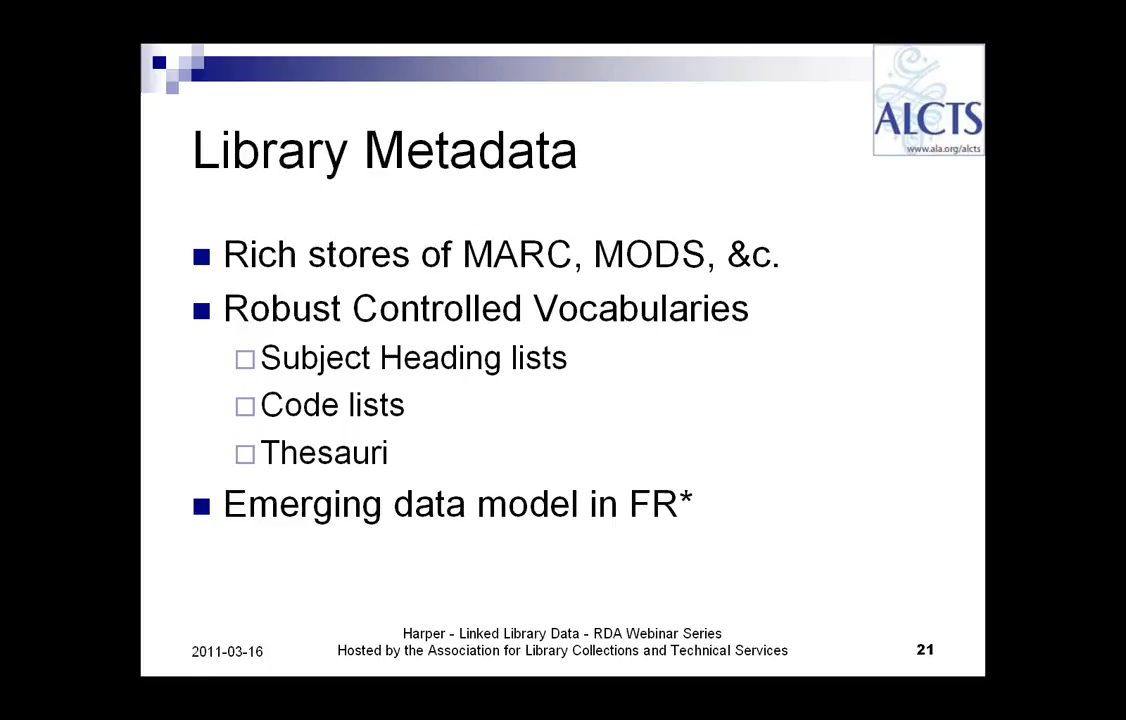 ALCTS
www.ala.org/alcts
Library Metadata
Rich stores of MARC, MODS, &c.
Robust Controlled Vocabularies
Subject Heading lists
Code lists
Thesauri
Emerging data model in FR*
Harper - Linked Library Data - RDA Webinar Series
2011-03-16
Hosted by the Association for Library Collections and Technical Services
21